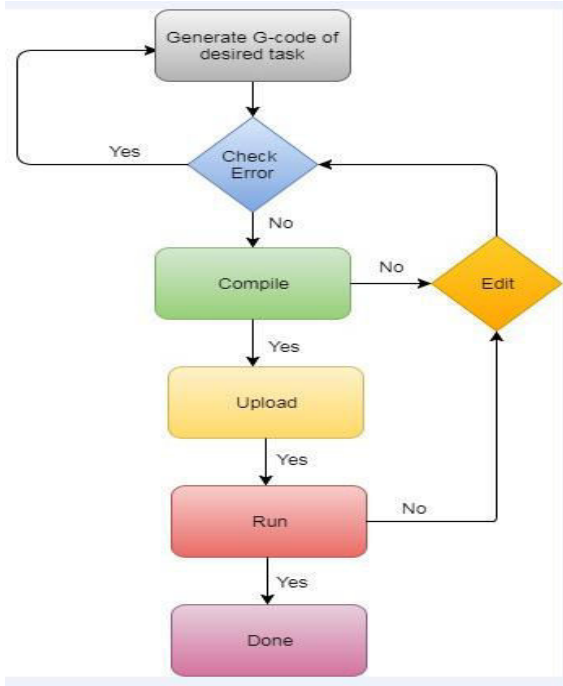 Generate G-code of
desired task
Yes
Check
Error
No
Compile
No
Edit
Yes
Upload
Yes
Run
No
Yes
Done